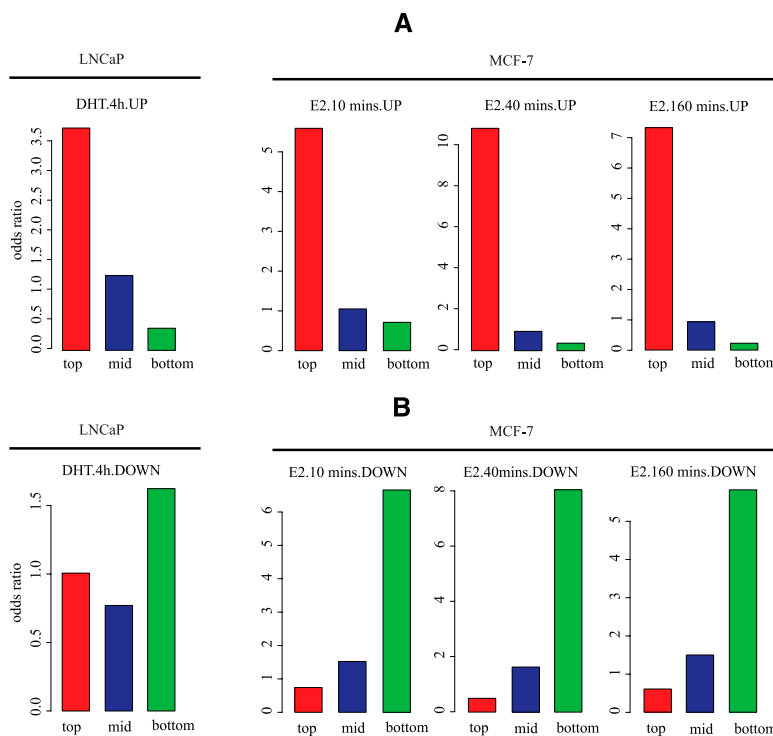 A
LNCaP
MCF-7
DHT.4h.UP
E2.10 mins.UP
E2.40 mins.UP
E2.160 mins.UP
odds ratio
0.0 0.5 1.0 1.5 2.0 2.5 3.0 3.5
top mid bottom
0 1 2 3 4 5
top mid bottom
0 2 4 6 8 10
top mid bottom
0 1 2 3 4 5 6 7
top mid bottom
B
LNCaP
MCF-7
DHT.4h.DOWN
E2.10 mins.DOWN
E2.40mins.DOWN
E2.160 mins.DOWN
odds ratio
0.0 0.5 1.0 1.5
top mid bottom
0 1 2 3 4 5 6
top mid bottom
0 2 4 6 8
top mid bottom
0 1 2 3 4 5
top mid bottom